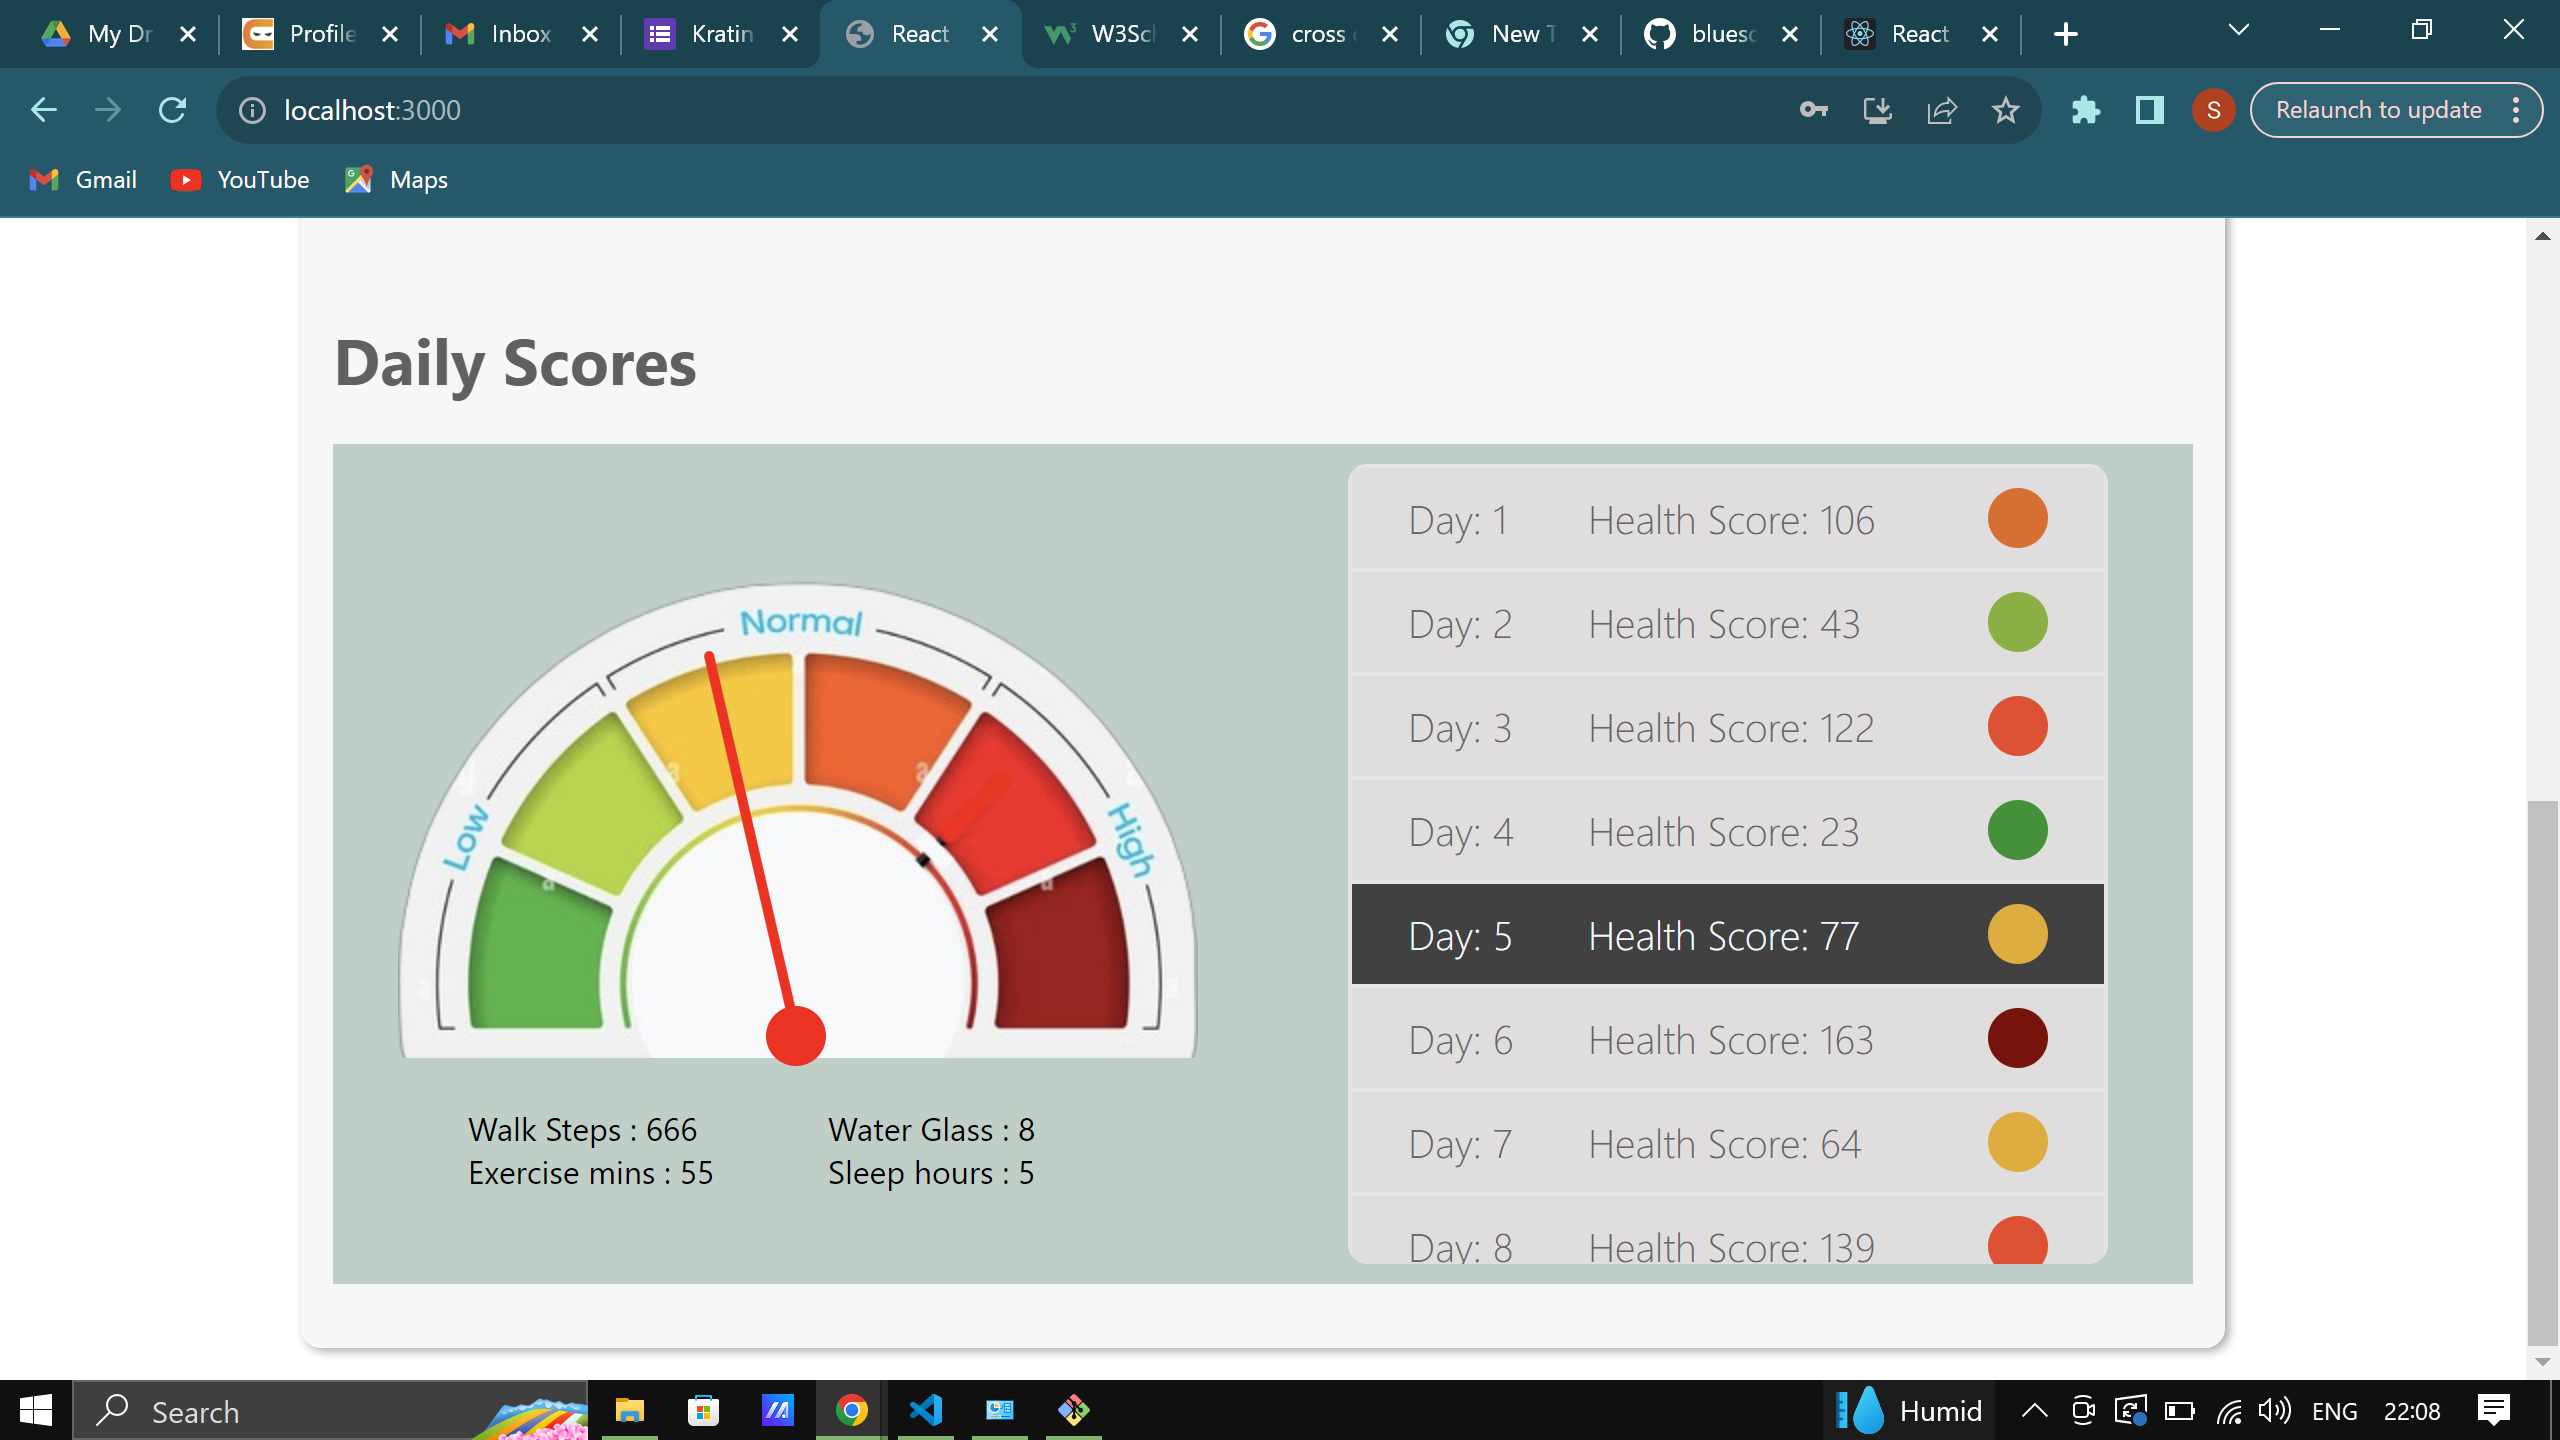 My Dr
Profile
Inbox
Kratin
React
W3Sch
cross
New T
bluesc
React
localhost:3000
S
Relaunch to update
Gmail
YouTube
Maps
Daily Scores
Normal
Low
High
Walk Steps : 666
Water Glass : 8
Exercise mins : 55
Sleep hours : 5
Day: 1 Health Score: 106
Day: 2 Health Score: 43
Day: 3 Health Score: 122
Day: 4 Health Score: 23
Day: 5 Health Score: 77
Day: 6 Health Score: 163
Day: 7 Health Score: 64
Day: 8 Health Score: 139
Search
Humid
ENG
22:08